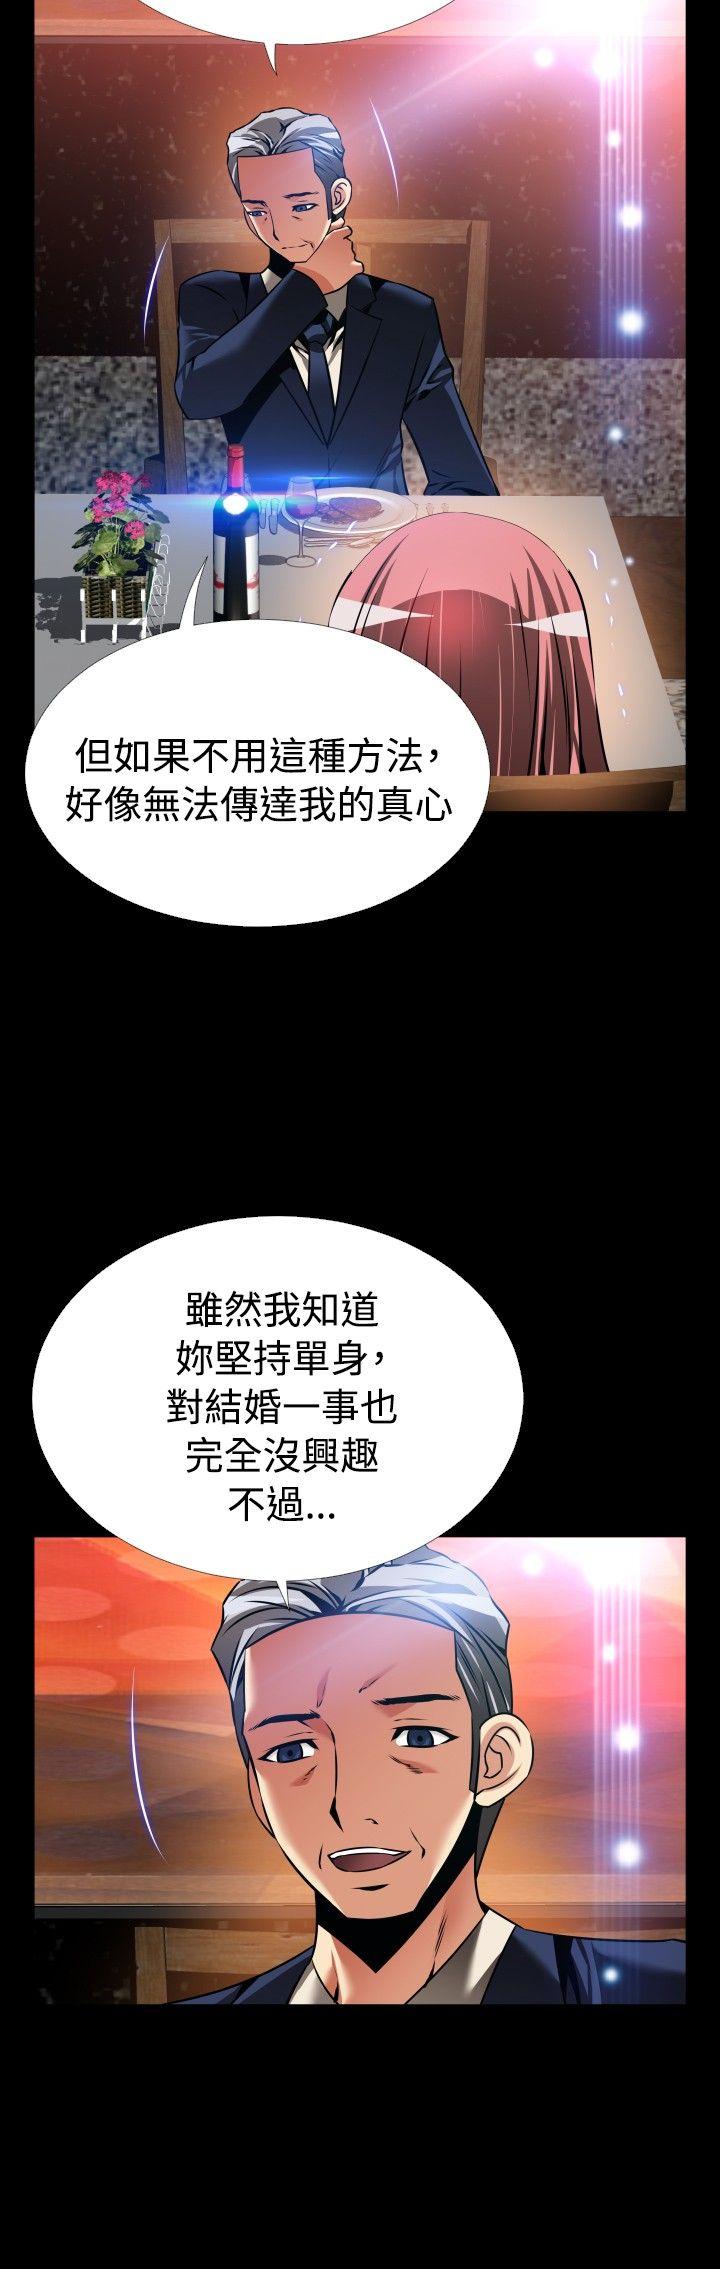 但如果不用這種方法，
好像無法傳達我的真心
雖然我知道
妳堅持單身，
對結婚一事也
完全沒興趣
不過...